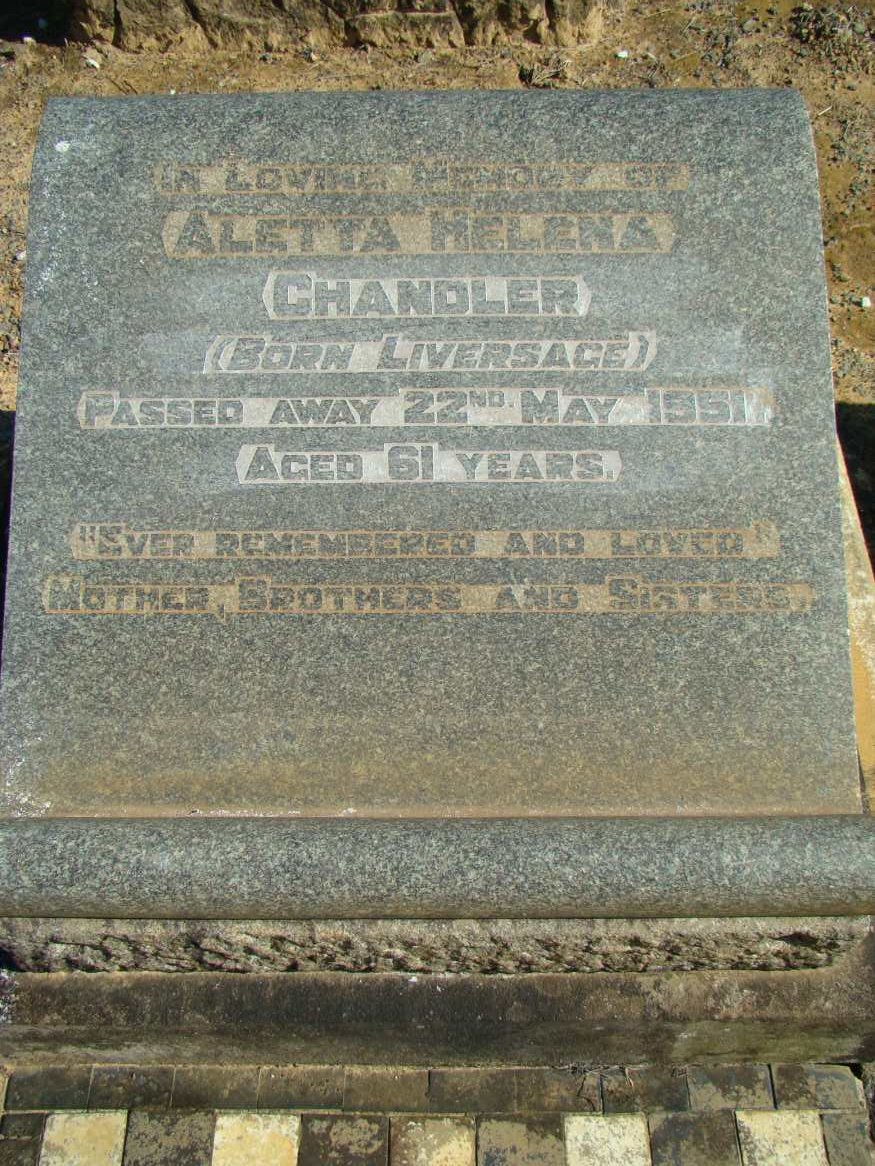 In Loving Memory of
Aletta Helena
Chandler
(Born Liversage)
Passed away 22nd May 1951.
Aged 61 years.
"Ever remembered and loved"
Mother, Brothers and Sisters.